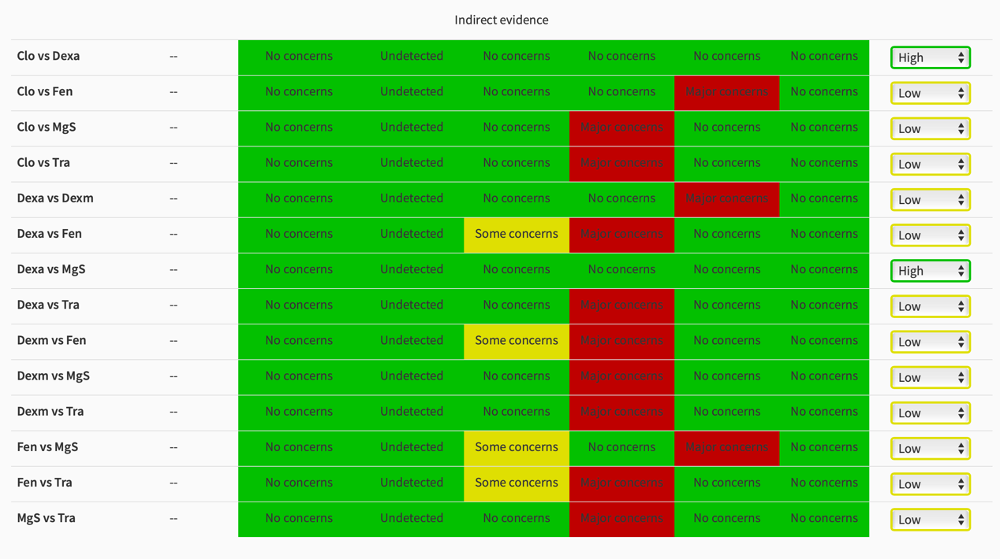 Indirect evidence
Clo vs Dexa -- No concerns Undetected No concerns No concerns No concerns No concerns High
Clo vs Fen -- No concerns Undetected No concerns No concerns Major concerns No concerns Low
Clo vs MgS -- No concerns Undetected No concerns Major concerns No concerns No concerns Low
Clo vs Tra -- No concerns Undetected No concerns Major concerns No concerns No concerns Low
Dexa vs Dexm -- No concerns Undetected No concerns No concerns Major concerns No concerns Low
Dexa vs Fen -- No concerns Undetected Some concerns Major concerns No concerns No concerns Low
Dexa vs MgS -- No concerns Undetected No concerns No concerns No concerns No concerns High
Dexa vs Tra -- No concerns Undetected No concerns Major concerns No concerns No concerns Low
Dexm vs Fen -- No concerns Undetected Some concerns Major concerns No concerns No concerns Low
Dexm vs MgS -- No concerns Undetected No concerns Major concerns No concerns No concerns Low
Dexm vs Tra -- No concerns Undetected No concerns Major concerns No concerns No concerns Low
Fen vs MgS -- No concerns Undetected Some concerns No concerns Major concerns No concerns Low
Fen vs Tra -- No concerns Undetected Some concerns Major concerns No concerns No concerns Low
MgS vs Tra -- No concerns Undetected No concerns Major concerns No concerns No concerns Low